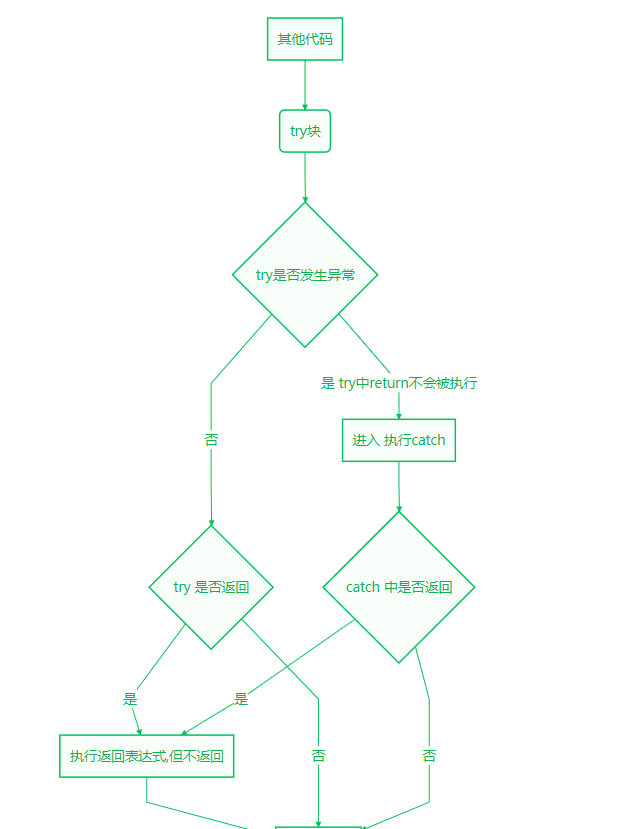 其他代码
try块
try是否发生异常
是 try中return不会被执行
进入 执行catch
否
try 是否返回
catch 中是否返回
是
是
执行返回表达式,但不返回
否
否